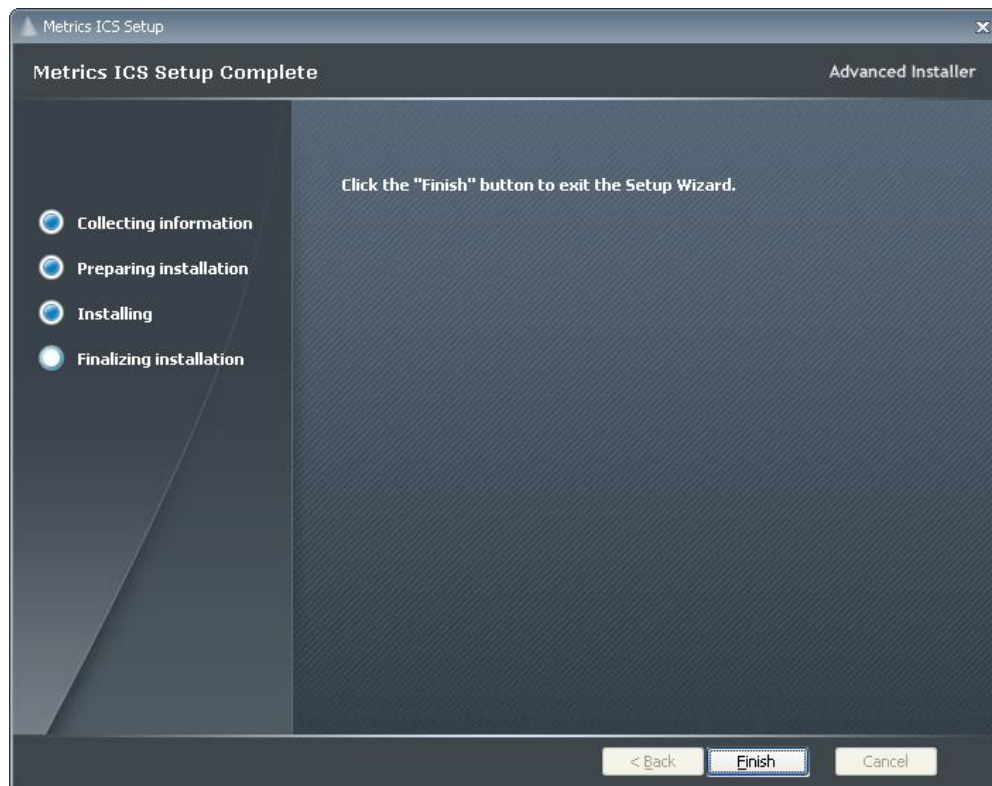 Metrics ICS Setup
Metrics ICS Setup Complete
Advanced Installer
Click the "Finish" button to exit the Setup Wizard.
Collecting information
Preparing installation
Installing
Finalizing installation
< Back
Finish
Cancel